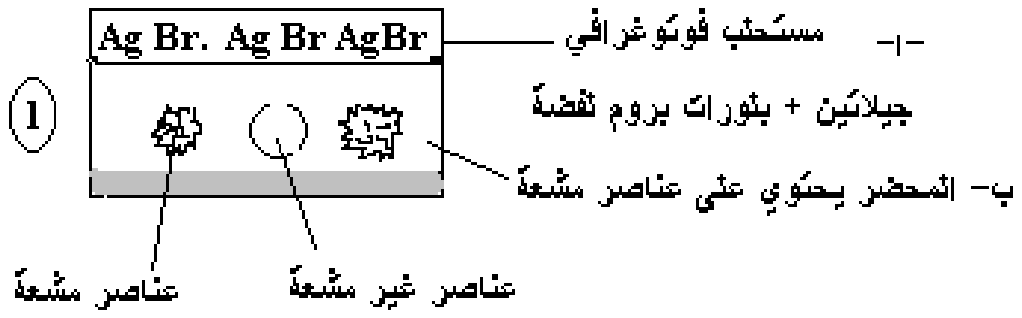 Ag Br. Ag Br AgBr
-ا- مستحلب فوتوغرافي
جيلاتين + بلورات بروم لفضة
1
ب- المحضر يحتوي على عناصر مشعة
عناصر غير مشعة
عناصر مشعة